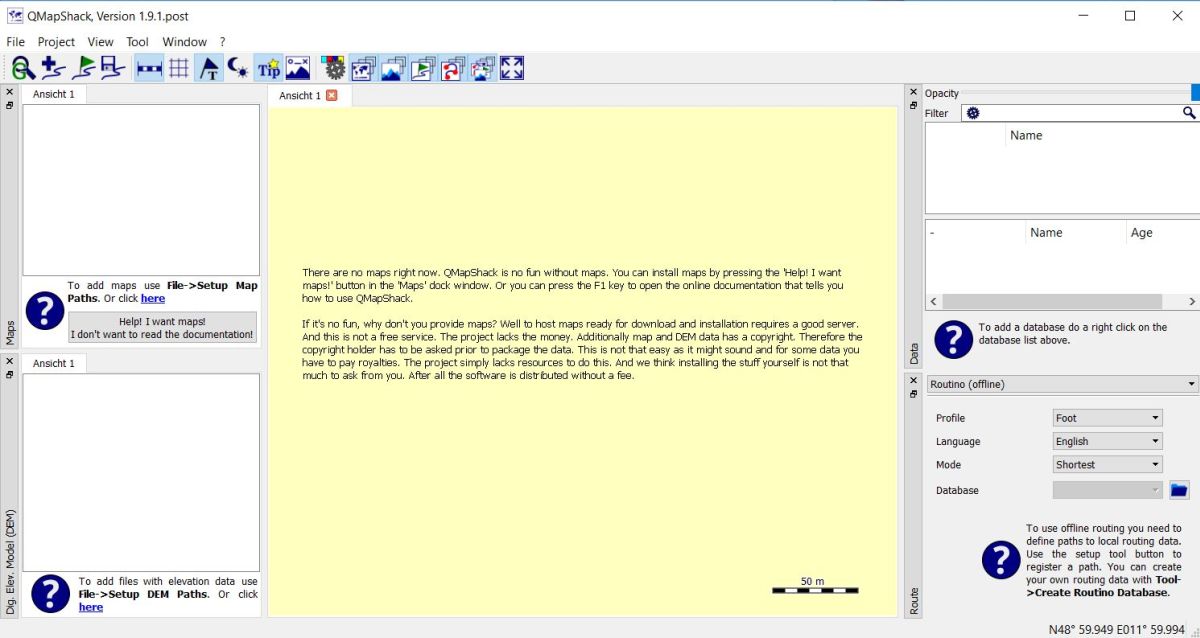 QMapShack, Version 1.9.1.post
File Project View Tool Window ?
T Tip
Ansicht 1
To add maps use File->Setup Map
Paths. Or click here
Help! I want maps!
I don't want to read the documentation!
Maps
Ansicht 1
To add files with elevation data use
File->Setup DEM Paths. Or click
here
Dig. Elev. Model (DEM)
Ansicht 1
There are no maps right now. QMapShack is no fun without maps. You can install maps by pressing the 'Help! I want
maps!' button in the 'Maps' dock window. Or you can press the F1 key to open the online documentation that tells you
how to use QMapShack.
If it's no fun, why don't you provide maps? Well to host maps ready for download and installation requires a good server.
And this is not a free service. The project lacks the money. Additionally map and DEM data has a copyright. Therefore the
copyright holder has to be asked prior to package the data. This is not that easy as it might sound and for some data you
have to pay royalties. The project simply lacks resources to do this. And we think installing the stuff yourself is not that
much to ask from you. After all the software is distributed without a fee.
50 m
Opacity
Filter
Name
- Name Age
To add a database do a right click on the
database list above.
Data
Routino (offline)
Profile Foot
Language English
Mode Shortest
Database
To use offline routing you need to
define paths to local routing data.
Use the setup tool button to
register a path. You can create
your own routing data with Tool-
>Create Routino Database.
Route
N48° 59.949 E011° 59.994